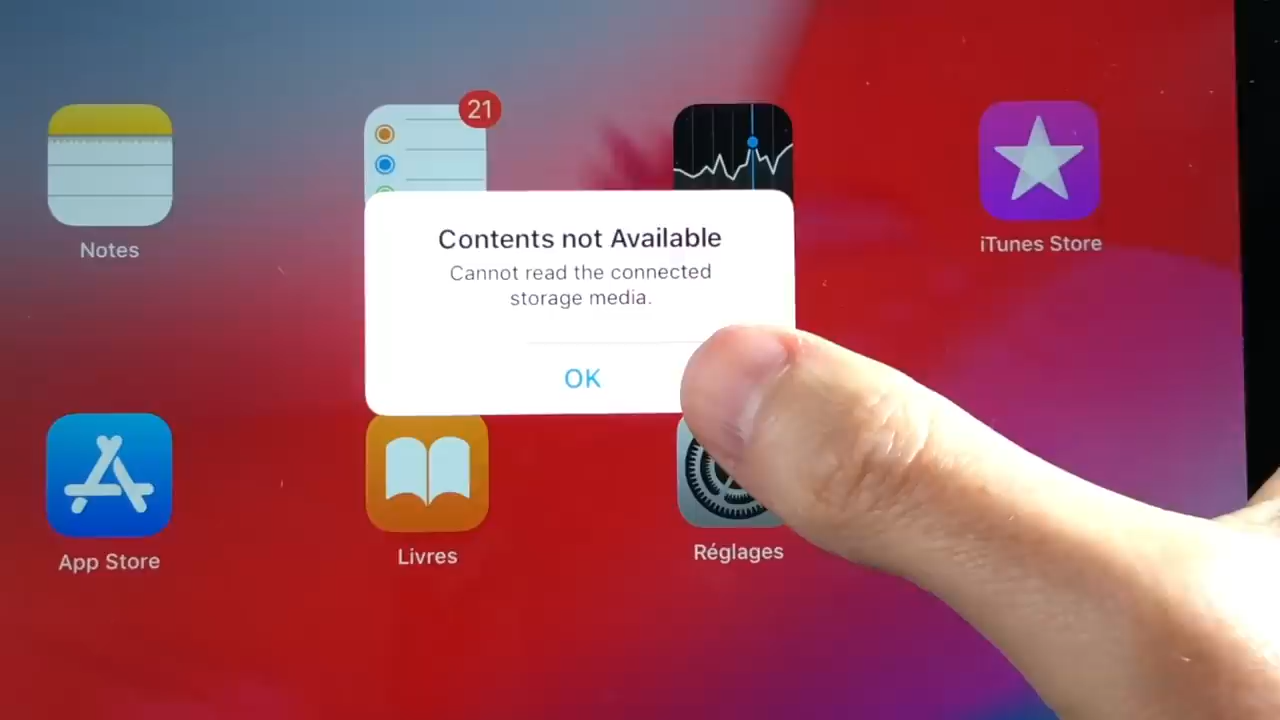 21
Notes
Contents not Available
Cannot read the connected
storage media.
OK
iTunes Store
App Store
Livres
Réglages